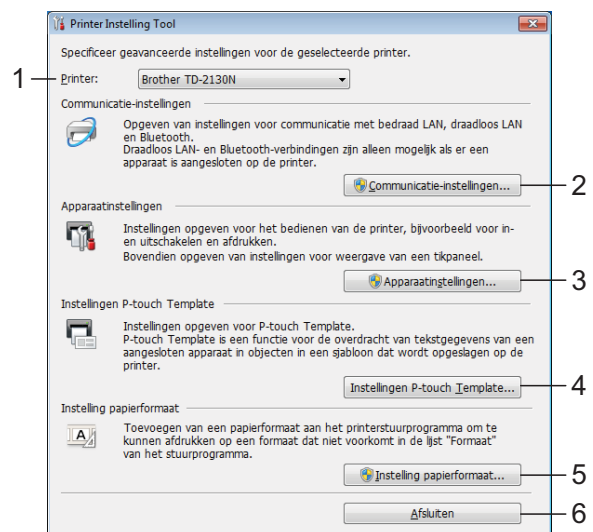 Printer Instelling Tool
Specificeer geavanceerde instellingen voor de geselecteerde printer.
1
Printer:
Brother TD-2130N
Communicatie-instellingen
Opgeven van instellingen voor communicatie met bedraad LAN, draadloos LAN
en Bluetooth.
Draadloos LAN- en Bluetooth-verbindingen zijn alleen mogelijk als er een
apparaat is aangesloten op de printer.
Communicatie-instellingen...
2
Apparaatinstellingen
Instellingen opgeven voor het bedienen van de printer, bijvoorbeeld voor in-
en uitschakelen en afdrukken.
Bovendien opgeven van instellingen voor weergave van een tikpaneel.
Apparaatinstellingen...
3
Instellingen P-touch Template
Instellingen opgeven voor P-touch Template.
P-touch Template is een functie voor de overdracht van tekstgegevens van een
aangesloten apparaat in objecten in een sjabloon dat wordt opgeslagen op de
printer.
Instellingen P-touch Template...
4
Instelling papierformaat
Toevoegen van een papierformaat aan het printerstuurprogramma om te
kunnen afdrukken op een formaat dat niet voorkomt in de lijst "Formaat"
van het stuurprogramma.
Instelling papierformaat...
5
Afsluiten
6